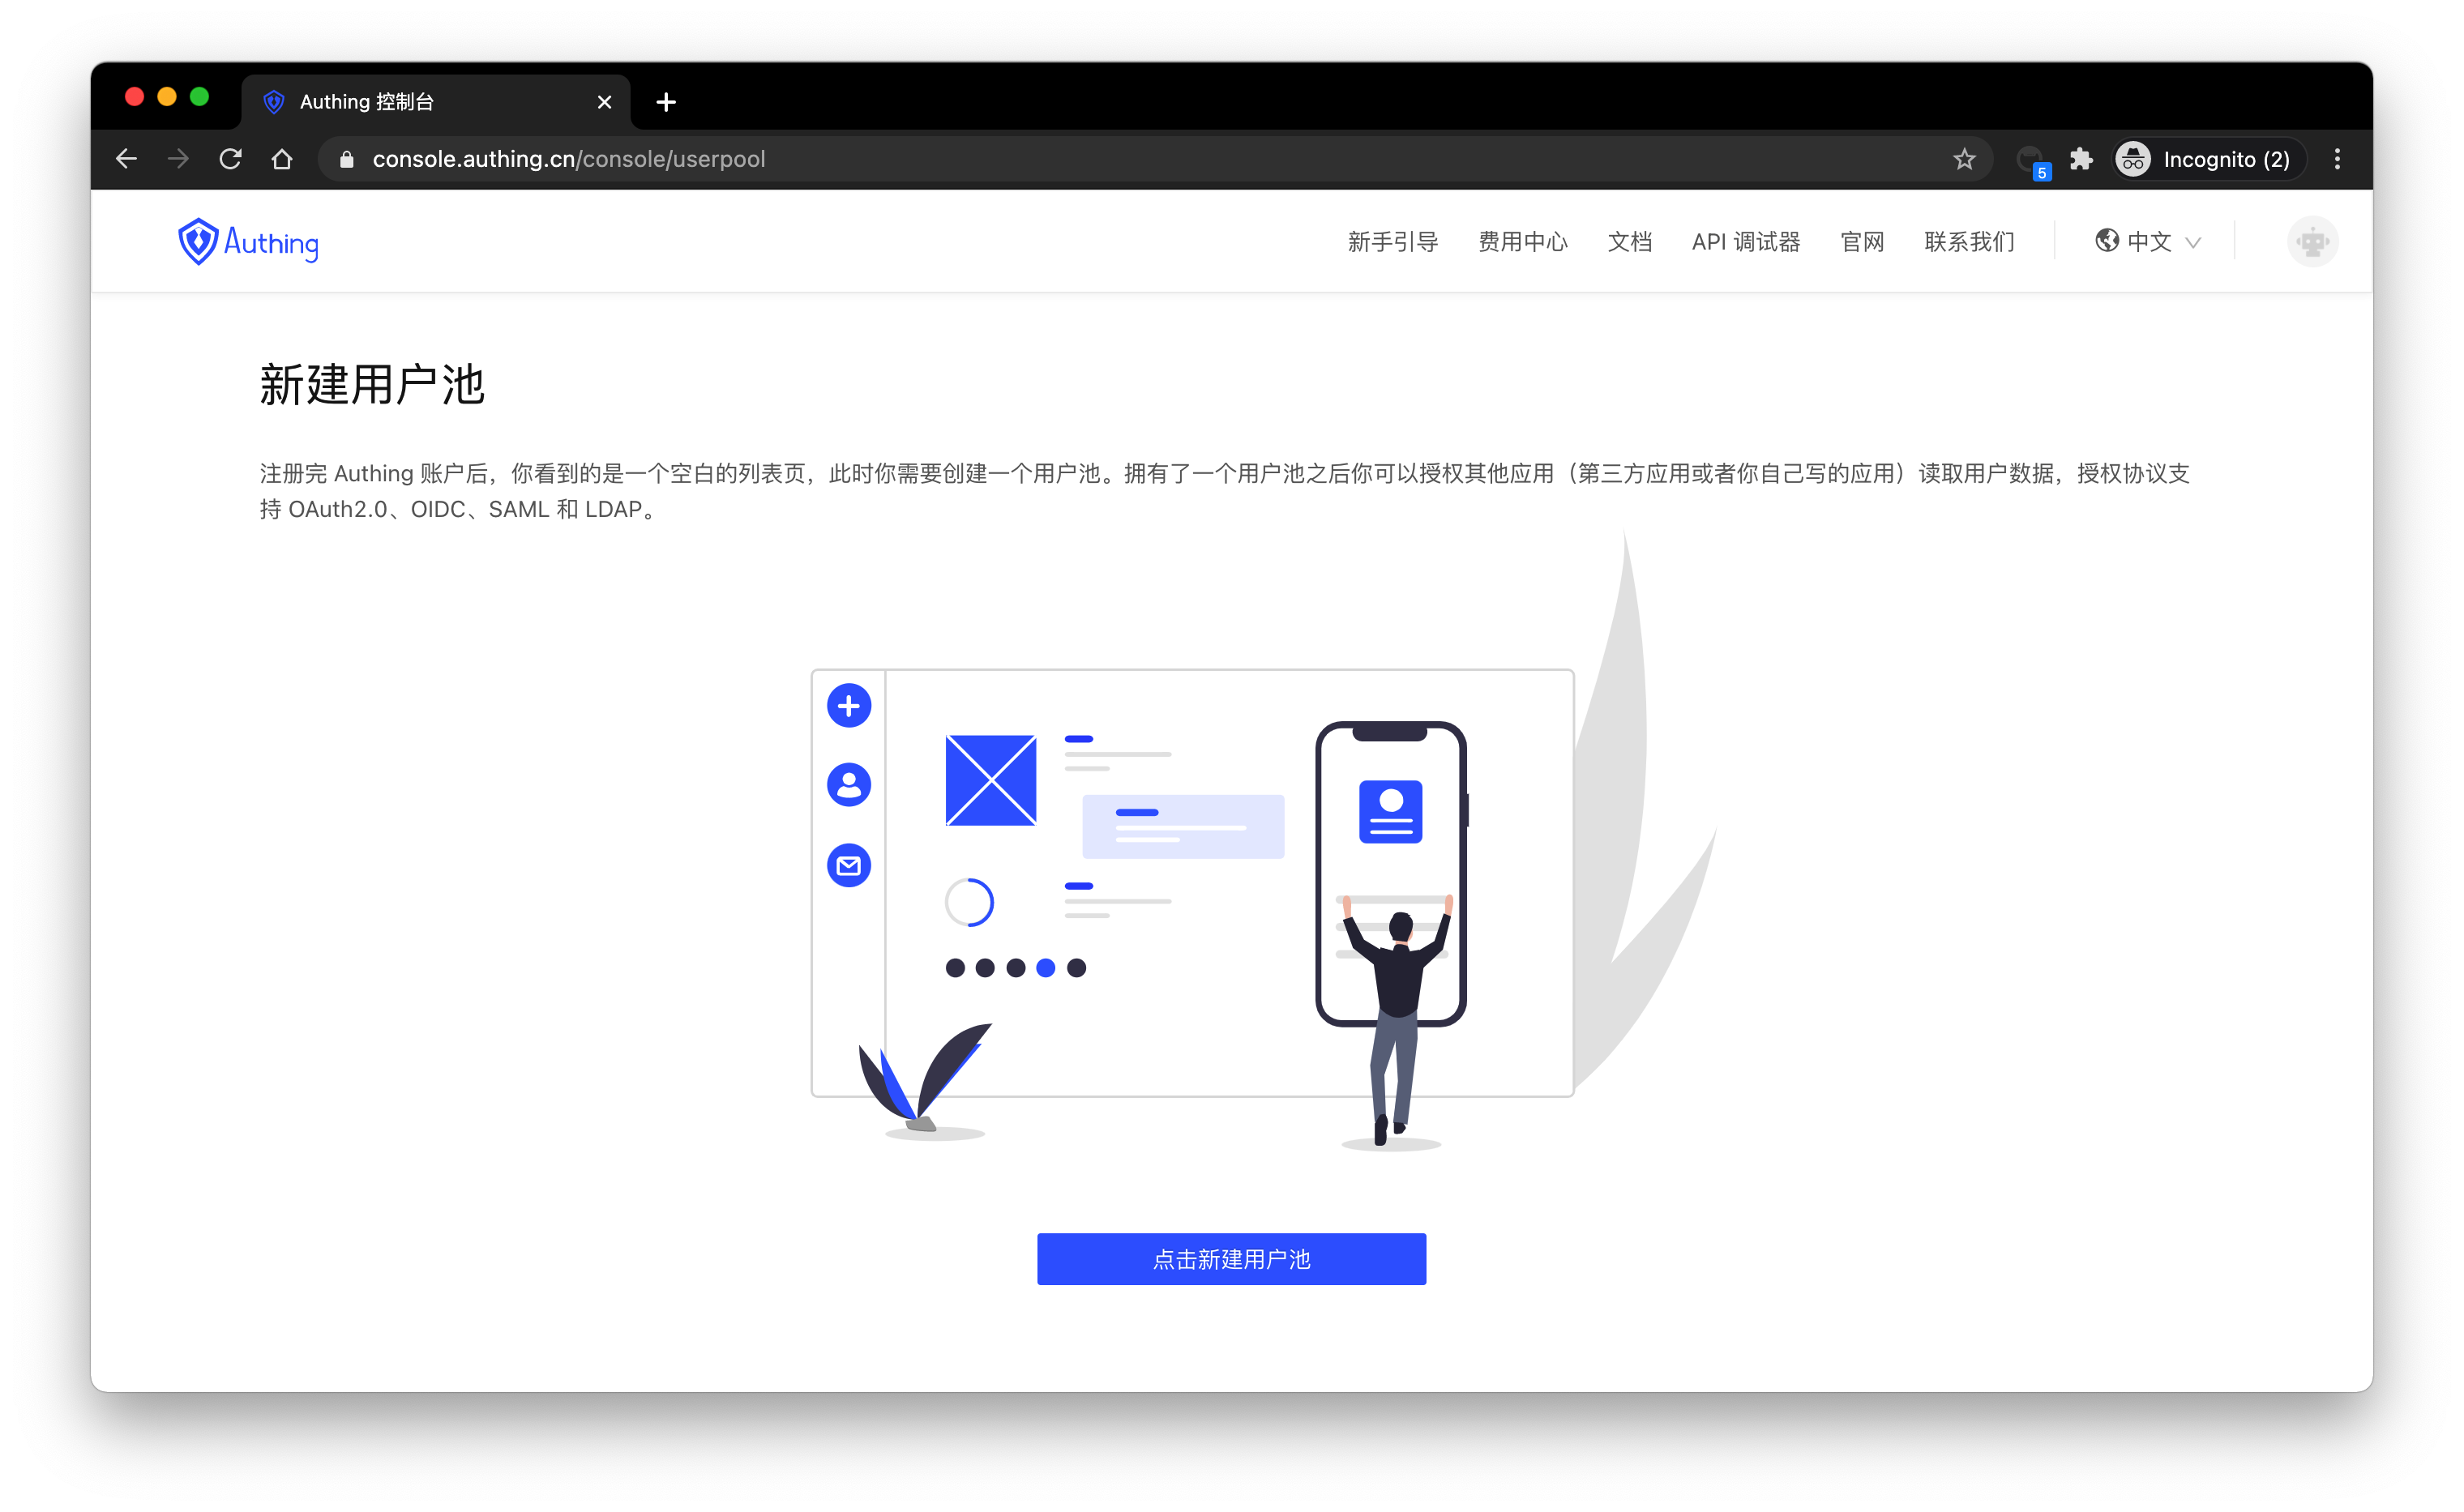 Authing 控制台
console.authing.cn/console/userpool
5
Incognito (2)
Authing
新手引导
费用中心
文档
API 调试器
官网
联系我们
中文
新建用户池
注册完 Authing 账户后，你看到的是一个空白的列表页，此时你需要创建一个用户池。拥有了一个用户池之后你可以授权其他应用（第三方应用或者你自己写的应用）读取用户数据，授权协议支
持 OAuth2.0、OIDC、SAML 和 LDAP。
点击新建用户池